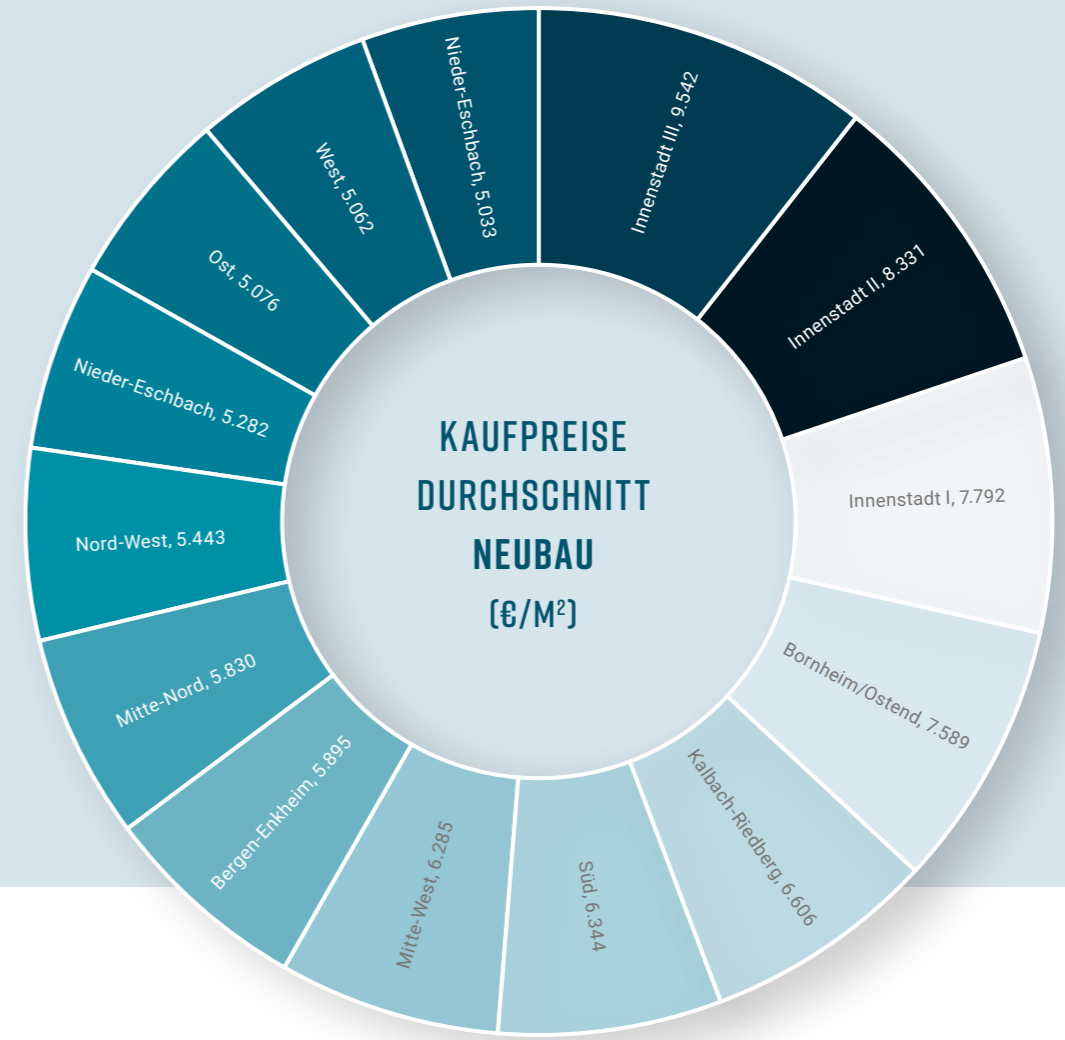 KAUFPREISE
DURCHSCHNITT
NEUBAU
(€/M²)
Innenstadt III, 9.542
Innenstadt II, 8.331
Innenstadt I, 7.792
Bornheim/Ostend, 7.589
Kalbach-Riedberg, 6.606
Süd, 6.344
Mitte-West, 6.285
Bergen-Enkheim, 5.895
Mitte-Nord, 5.830
Nord-West, 5.443
Nieder-Eschbach, 5.282
Ost, 5.076
West, 5.062
Nieder-Eschbach, 5.033